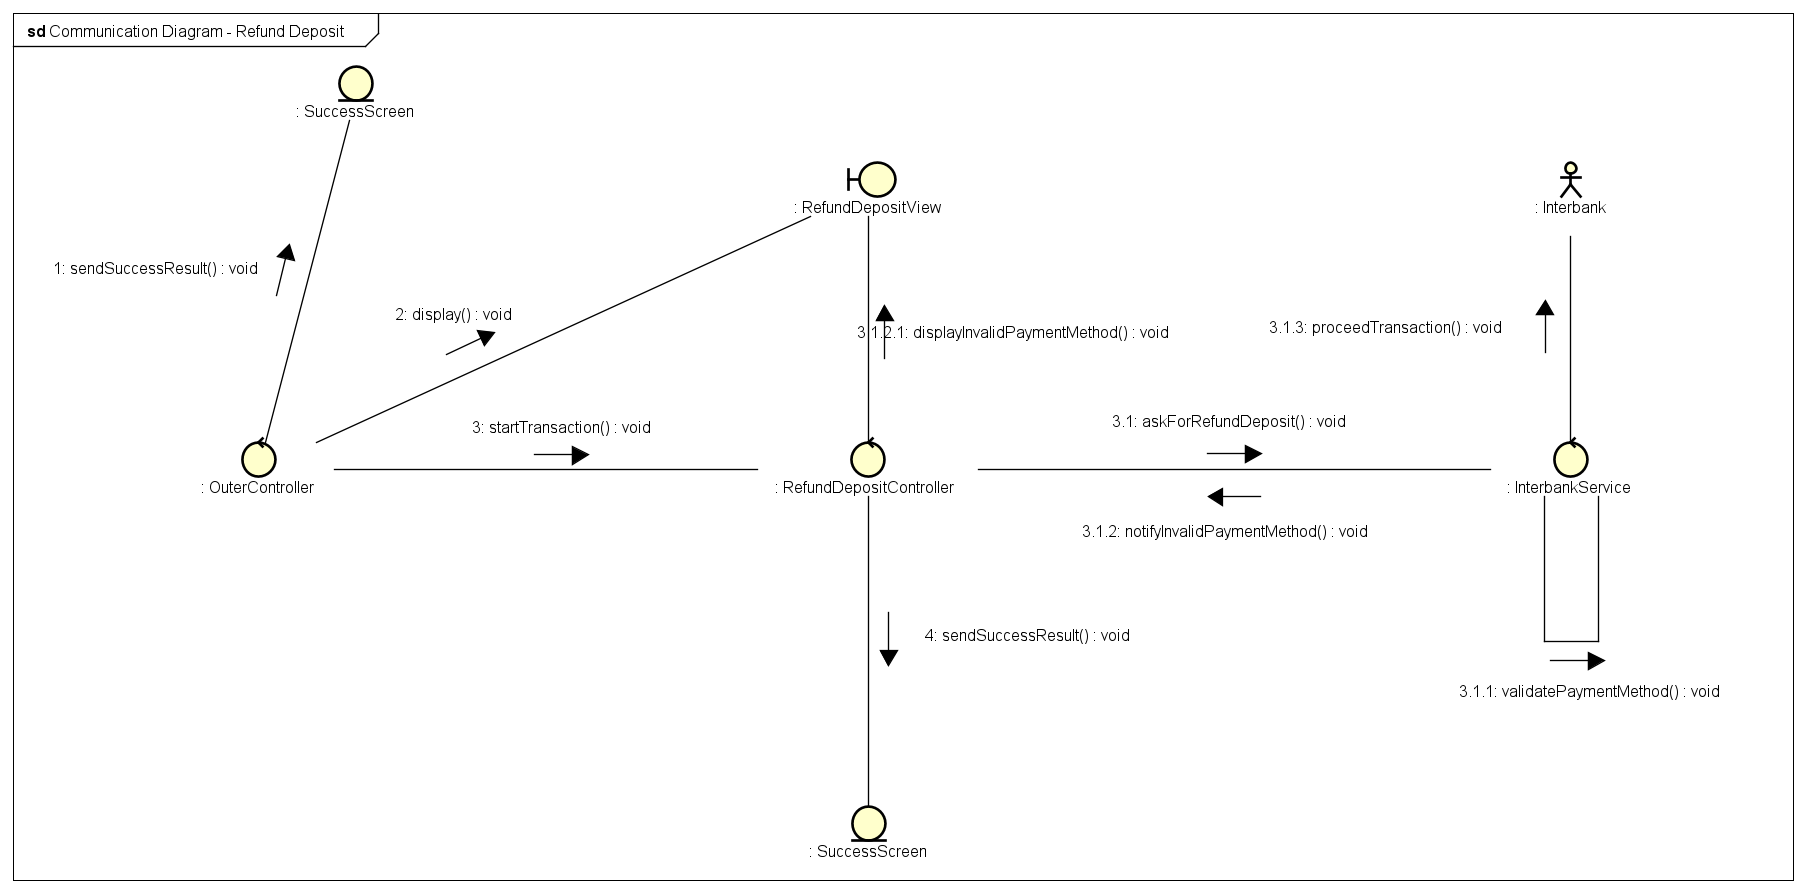 sd Communication Diagram - Refund Deposit
: SuccessScreen
: RefundDepositView
: Interbank
1: sendSuccessResult() : void
2: display() : void
3.1.2.1: displayInvalidPaymentMethod() : void
3.1.3: proceedTransaction() : void
3: startTransaction() : void
3.1: askForRefundDeposit() : void
: OuterController
: RefundDepositController
: InterbankService
3.1.2: notifyInvalidPaymentMethod() : void
4: sendSuccessResult() : void
3.1.1: validatePaymentMethod() : void
: SuccessScreen